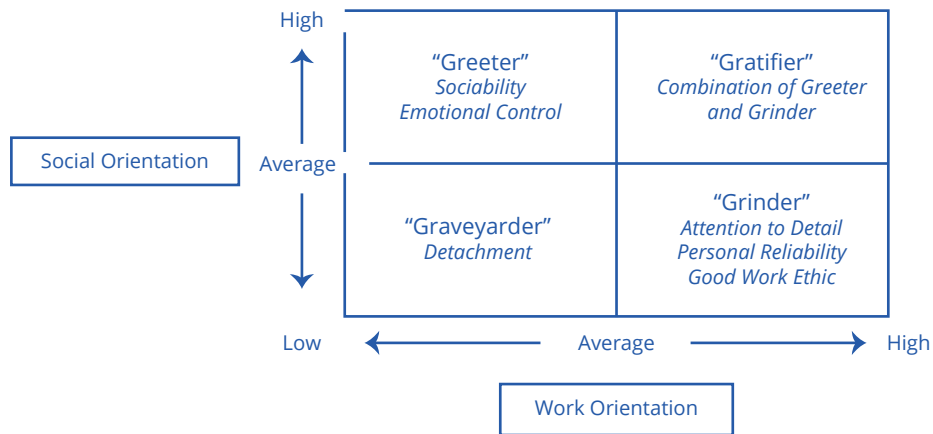 High
“Greeter”
Sociability
Emotional Control
“Gratifier”
Combination of Greeter
and Grinder
Social Orientation
Average
“Graveyarder”
Detachment
“Grinder”
Attention to Detail
Personal Reliability
Good Work Ethic
Low
Average
High
Work Orientation